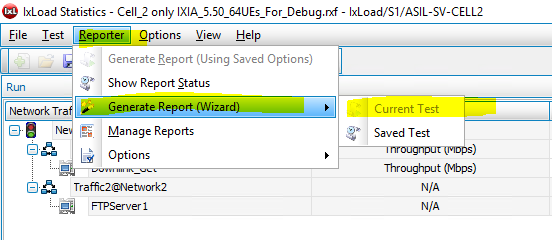 IxL IxLoad Statistics - Cell_2 only IXIA_5.50_64UEs_For_Debug.rxf - IxLoad/S1/ASIL-SV-CELL2
File Test Reporter Options View Help
Generate Report (Using Saved Options)
Show Report Status
Run
Generate Report (Wizard)
Current Test
Network Traf
Manage Reports
Saved Test
New
Options
Throughput (Mbps)
Downlink_Get
Throughput (Mbps)
Traffic2@Network2 N/A
FTPServer1 N/A